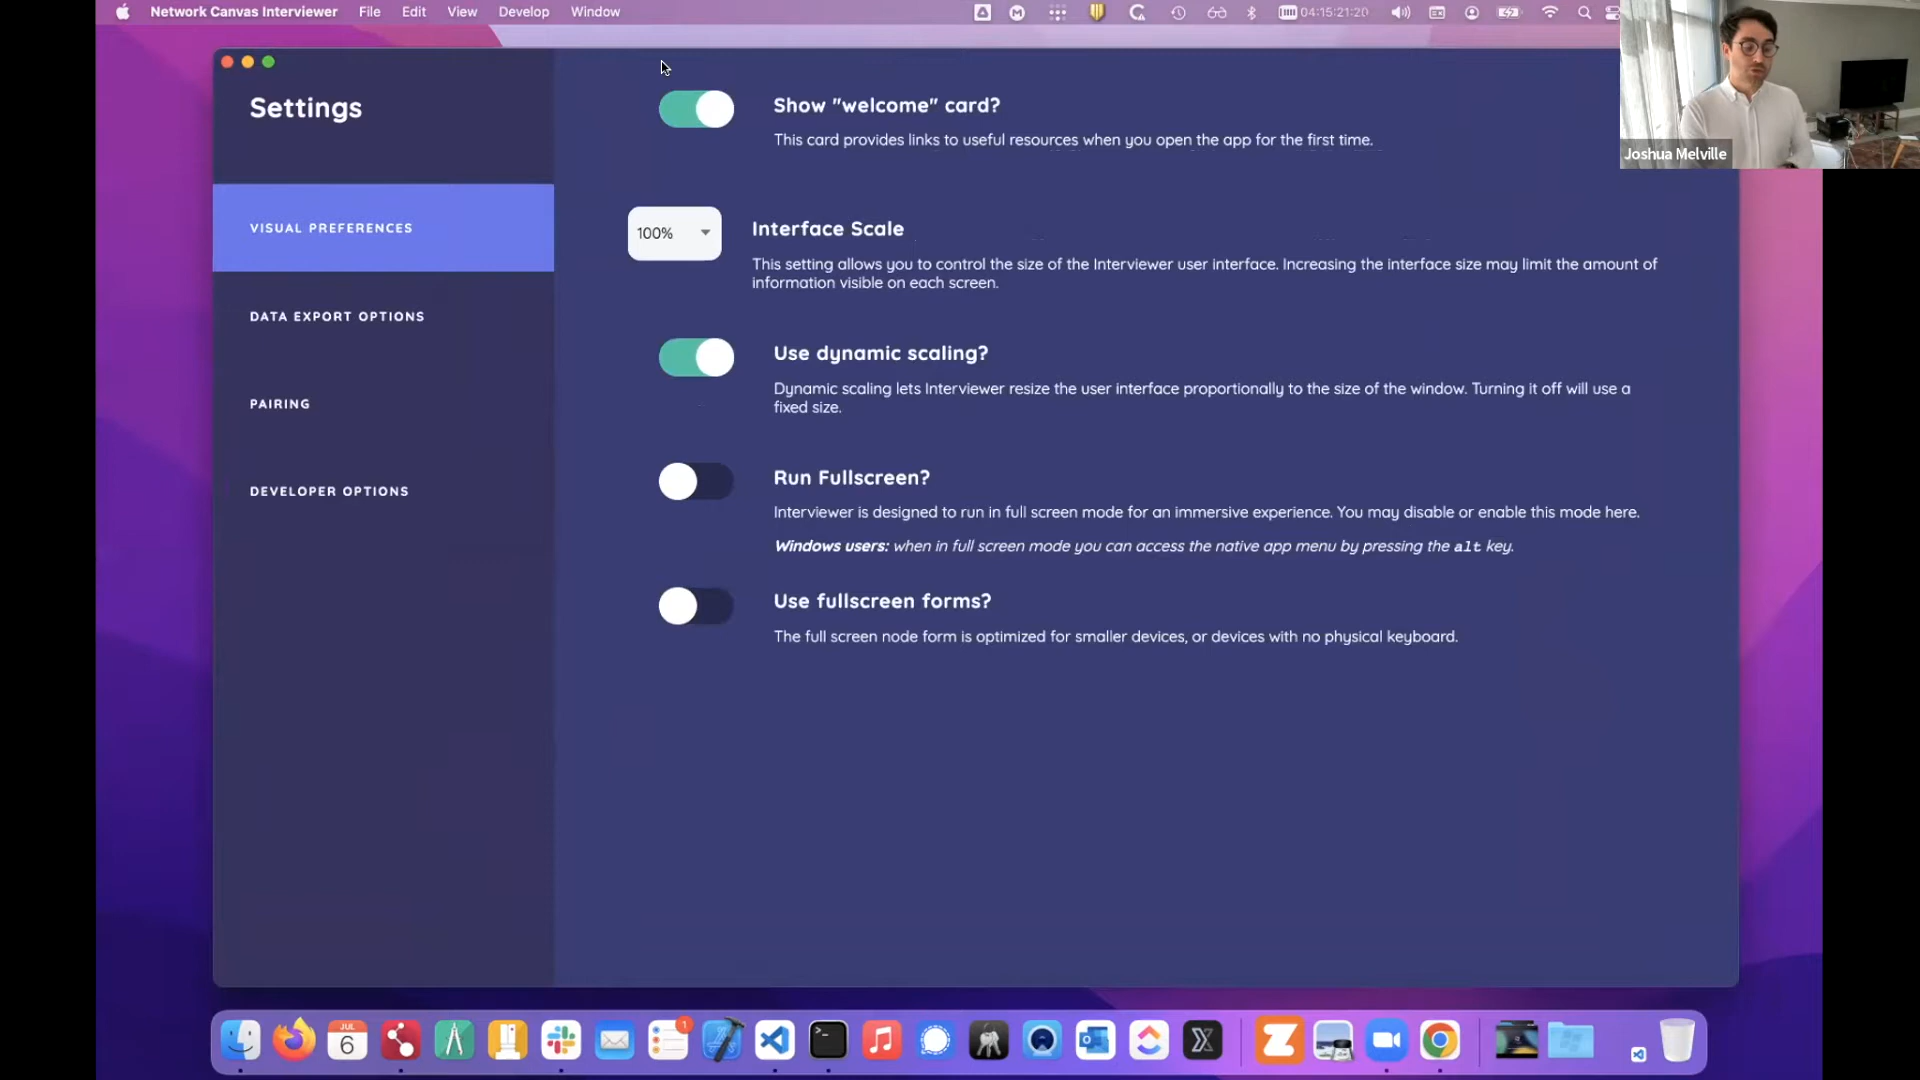 Network Canvas Interviewer File Edit View Develop Window
04:15:21:20
Joshua Melville
Settings
VISUAL PREFERENCES
DATA EXPORT OPTIONS
PAIRING
DEVELOPER OPTIONS
Show "welcome" card?
This card provides links to useful resources when you open the app for the first time.
100%
Interface Scale
This setting allows you to control the size of the Interviewer user interface. Increasing the interface size may limit the amount of
information visible on each screen.
Use dynamic scaling?
Dynamic scaling lets Interviewer resize the user interface proportionally to the size of the window. Turning it off will use a
fixed size.
Run Fullscreen?
Interviewer is designed to run in full screen mode for an immersive experience. You may disable or enable this mode here.
Windows users: when in full screen mode you can access the native app menu by pressing the alt key.
Use fullscreen forms?
The full screen node form is optimized for smaller devices, or devices with no physical keyboard.
JUL
6
1